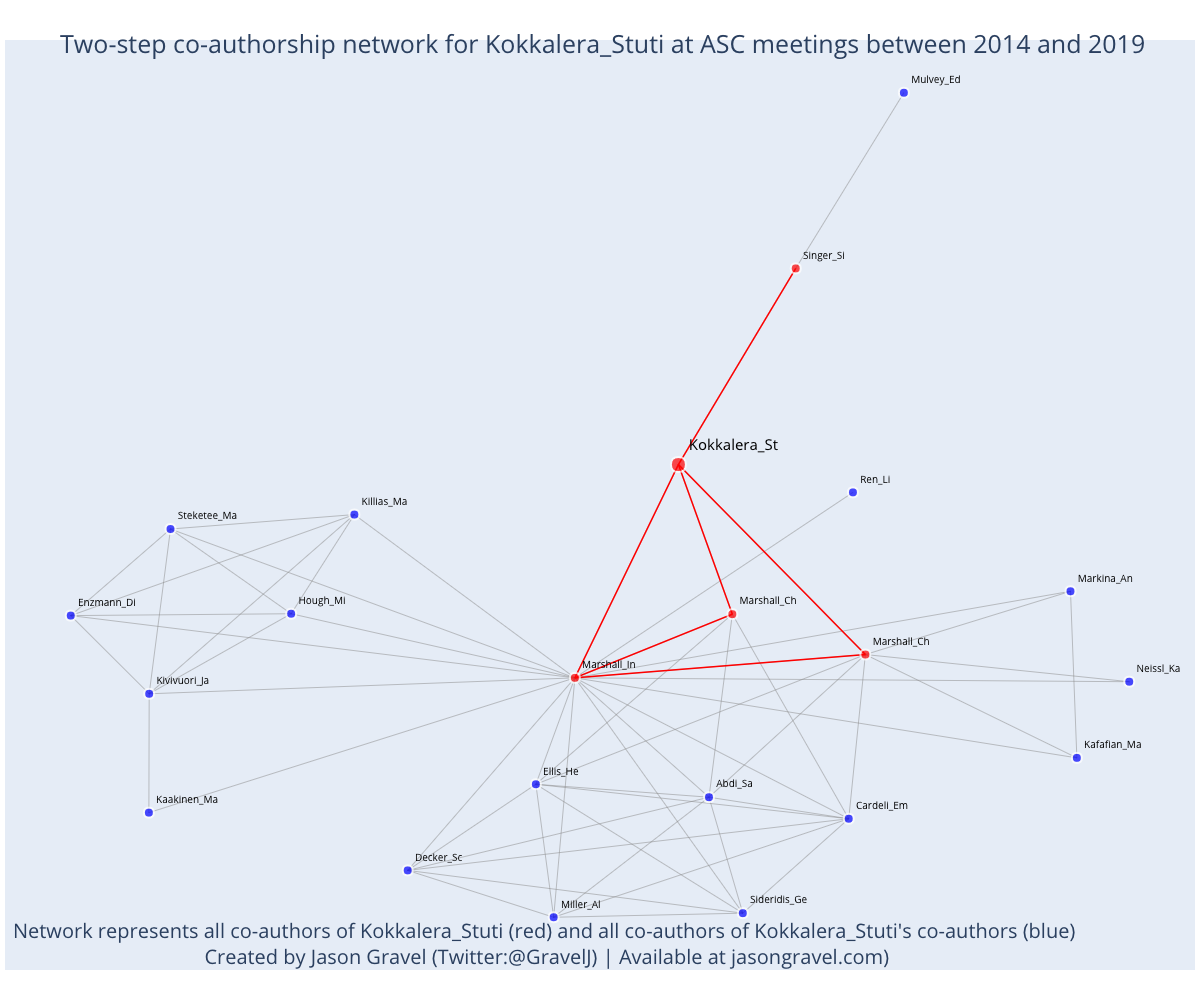 Two-step co-authorship network for Kokkalera_Stuti at ASC meetings between 2014 and 2019
Mulvey_Ed
Singer_Si
Kokkalera_St
Ren_Li
Killias_Ma
Steketee_Ma
Markina_An
Hough_Mi
Marshall_Ch
Enzmann_Di
Marshall_Ch
Marshall_In
Neissl_Ka
Kivivuori_Ja
Kafafian_Ma
Ellis_He
Abdi_Sa
Kaakinen_Ma
Cardeli_Em
Decker_Sc
Sideridis_Ge
Miller_Al
Network represents all co-authors of Kokkalera_Stuti (red) and all co-authors of Kokkalera_Stuti's co-authors (blue)
Created by Jason Gravel (Twitter:@GravelJ) | Available at jasongravel.com)